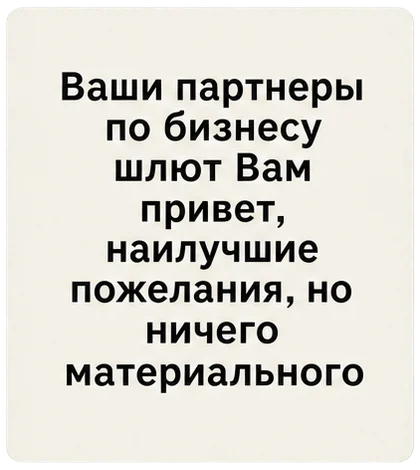 Ваши партнеры
по бизнесу
шлют Вам
привет,
наилучшие
пожелания, но
ничего
материального